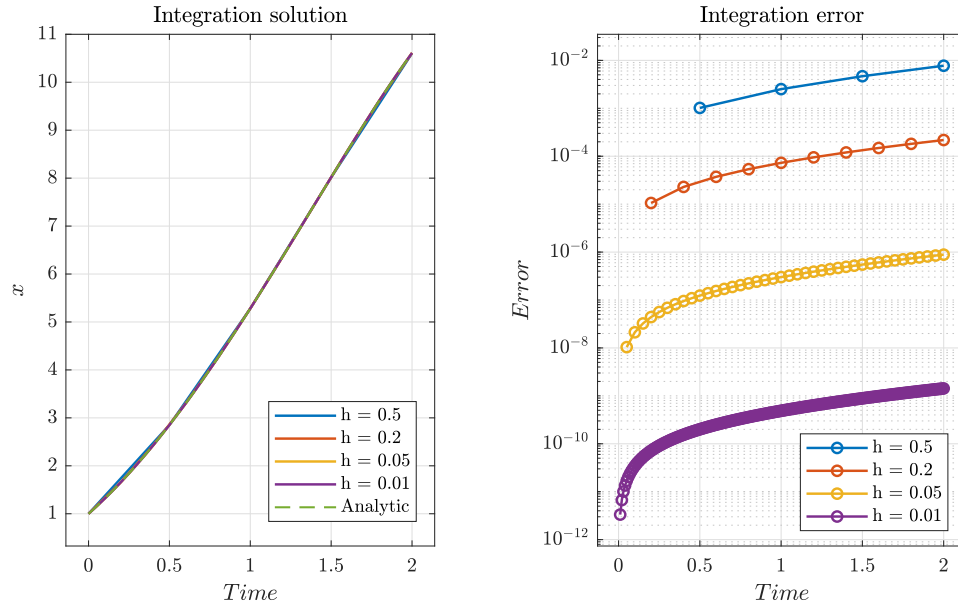 Integration solution
11
10
9
8
7
6
5
4
3
2
1
x
0
0.5
1
1.5
2
Time
h = 0.5
h = 0.2
h = 0.05
h = 0.01
Analytic
Integration error
10^{-2}
10^{-4}
10^{-6}
10^{-8}
10^{-10}
10^{-12}
Error
0
0.5
1
1.5
2
Time
h = 0.5
h = 0.2
h = 0.05
h = 0.01